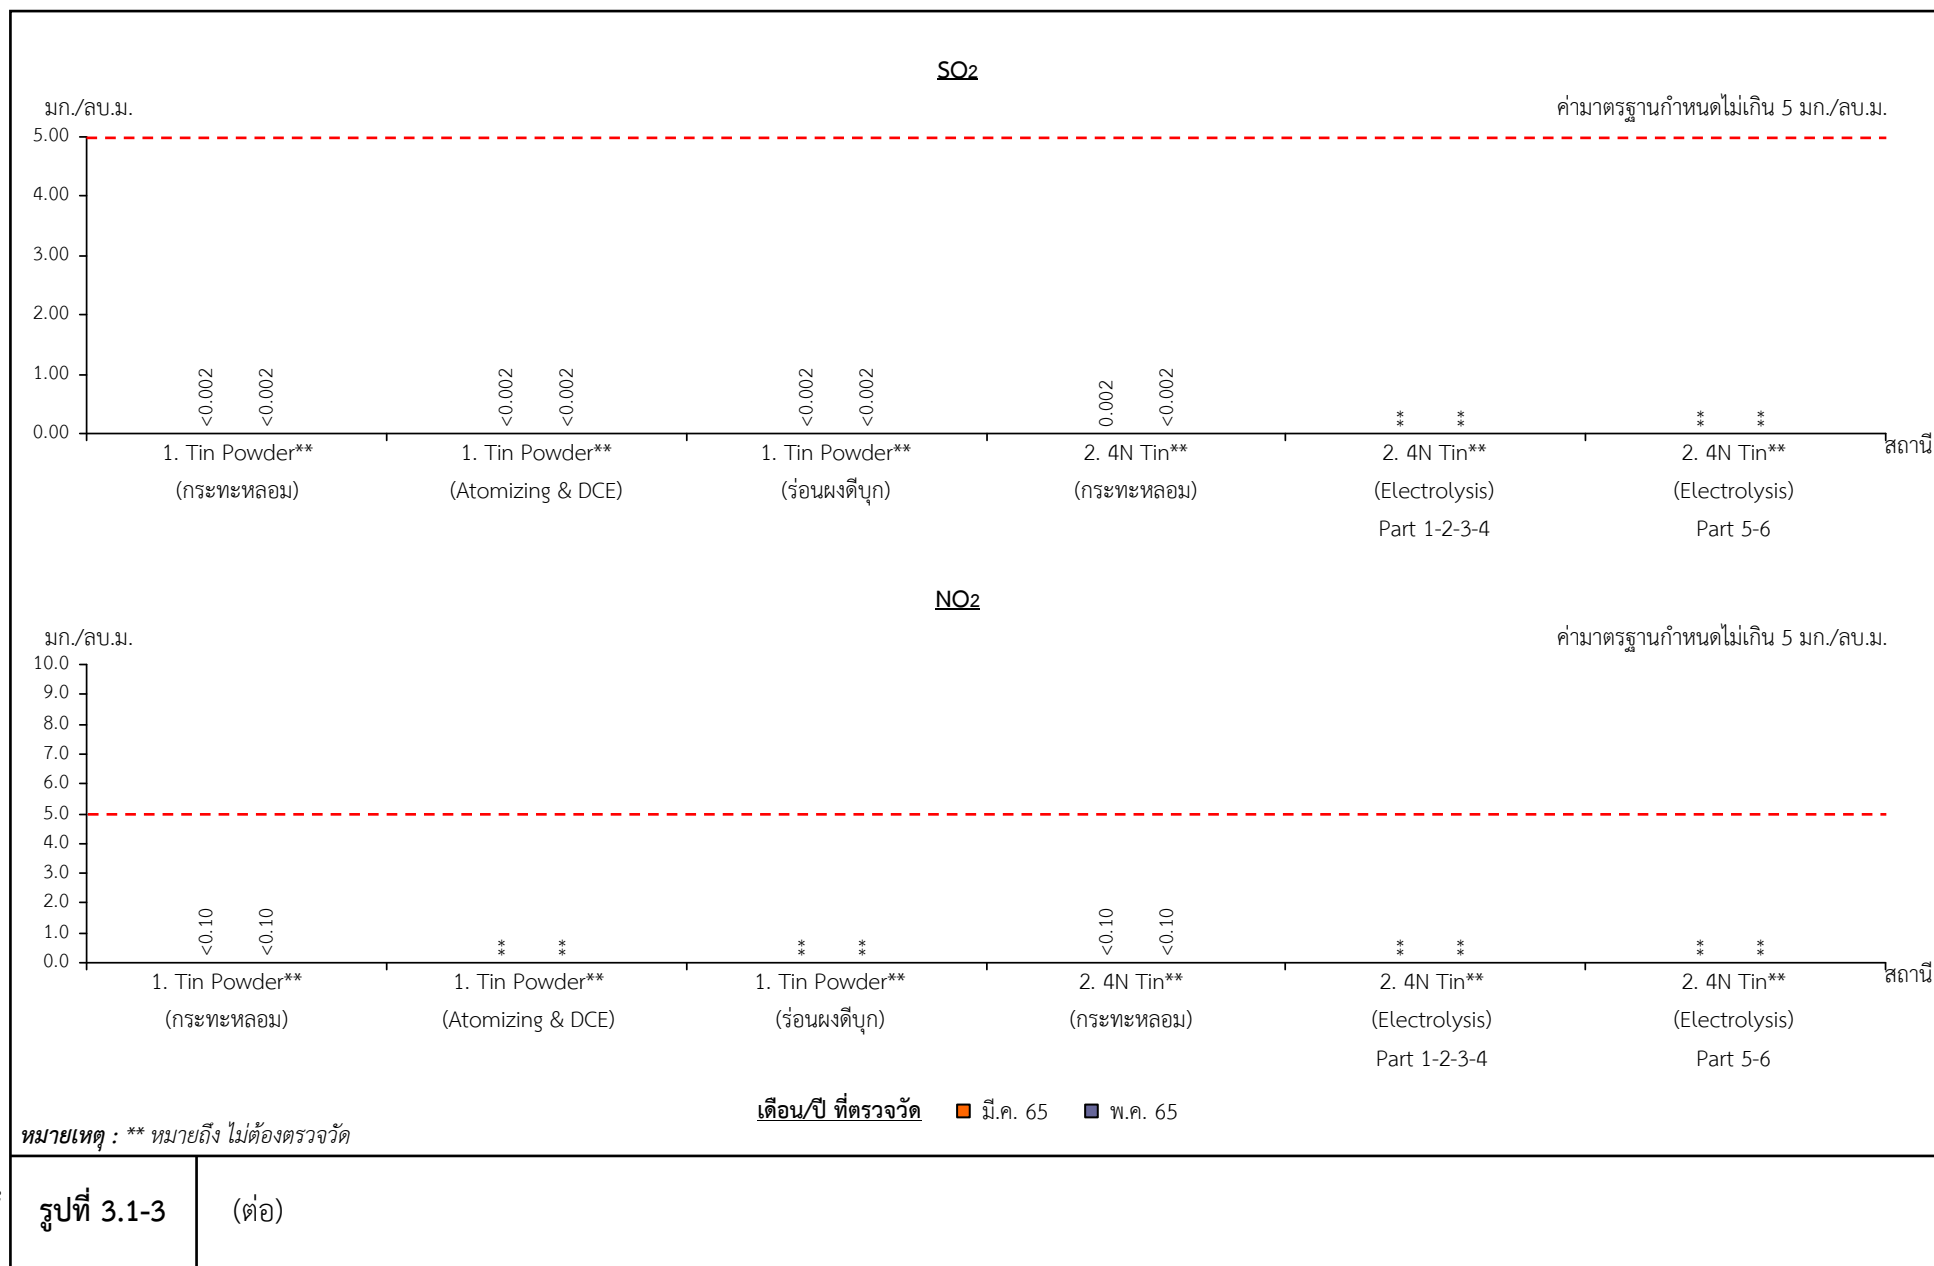 SO2
มก./ลบ.ม. ค่ามาตรฐานกำหนดไม่เกิน 5 มก./ลบ.ม.
5.00
4.00
3.00
2.00
1.00
0.00
<0.002 <0.002 <0.002 <0.002 <0.002 <0.002 0.002 <0.002 ** ** ** **
1. Tin Powder** 1. Tin Powder** 1. Tin Powder** 2. 4N Tin** 2. 4N Tin** 2. 4N Tin** สถานี
(กระทะหลอม) (Atomizing & DCE) (ร่อนผงดีบุก) (กระทะหลอม) (Electrolysis) (Electrolysis)
Part 1-2-3-4 Part 5-6
NO2
มก./ลบ.ม. ค่ามาตรฐานกำหนดไม่เกิน 5 มก./ลบ.ม.
10.0
9.0
8.0
7.0
6.0
5.0
4.0
3.0
2.0
1.0
0.0
<0.10 <0.10 ** ** ** ** <0.10 <0.10 ** ** ** **
1. Tin Powder** 1. Tin Powder** 1. Tin Powder** 2. 4N Tin** 2. 4N Tin** 2. 4N Tin** สถานี
(กระทะหลอม) (Atomizing & DCE) (ร่อนผงดีบุก) (กระทะหลอม) (Electrolysis) (Electrolysis)
Part 1-2-3-4 Part 5-6
เดือน/ปี ที่ตรวจวัด มี.ค. 65 พ.ค. 65
หมายเหตุ : ** หมายถึง ไม่ต้องตรวจวัด
รูปที่ 3.1-3 (ต่อ)